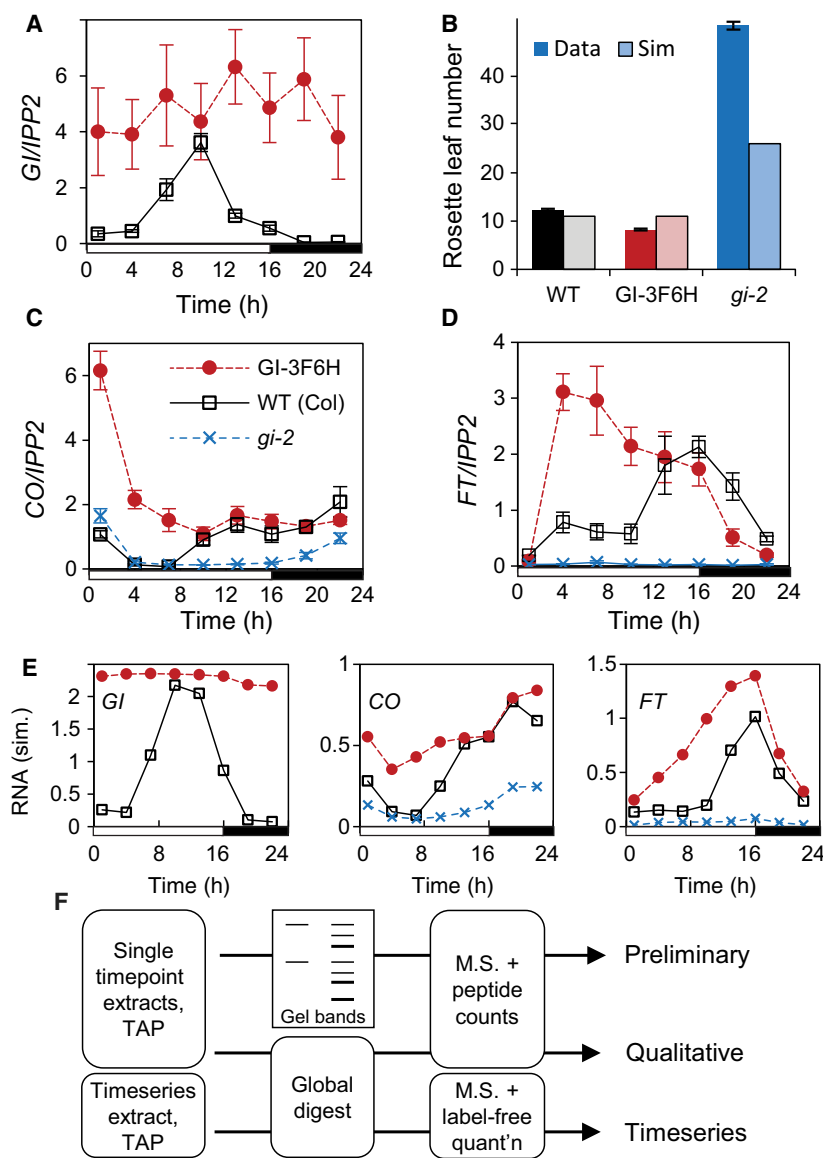 A
GI/IPP2
6
4
2
0
0 4 8 12 16 20 24
Time (h)
B
Rosette leaf number
Data Sim
50
40
30
20
10
0
WT GI-3F6H gi-2
C
CO/IPP2
6
4
2
0
GI-3F6H
WT (Col)
gi-2
0 4 8 12 16 20 24
Time (h)
D
FT/IPP2
4
3
2
1
0
0 4 8 12 16 20 24
Time (h)
E
RNA (sim.)
GI
2
1.5
1
0.5
0
0 8 16 24
Time (h)
CO
1
0.5
0
0 8 16 24
Time (h)
FT
1.5
1
0.5
0
0 8 16 24
Time (h)
F
Single
timepoint
extracts,
TAP
Gel bands
M.S. +
peptide
counts
Preliminary
Qualitative
Timeseries
extract,
TAP
Global
digest
M.S. +
label-free
quant'n
Timeseries